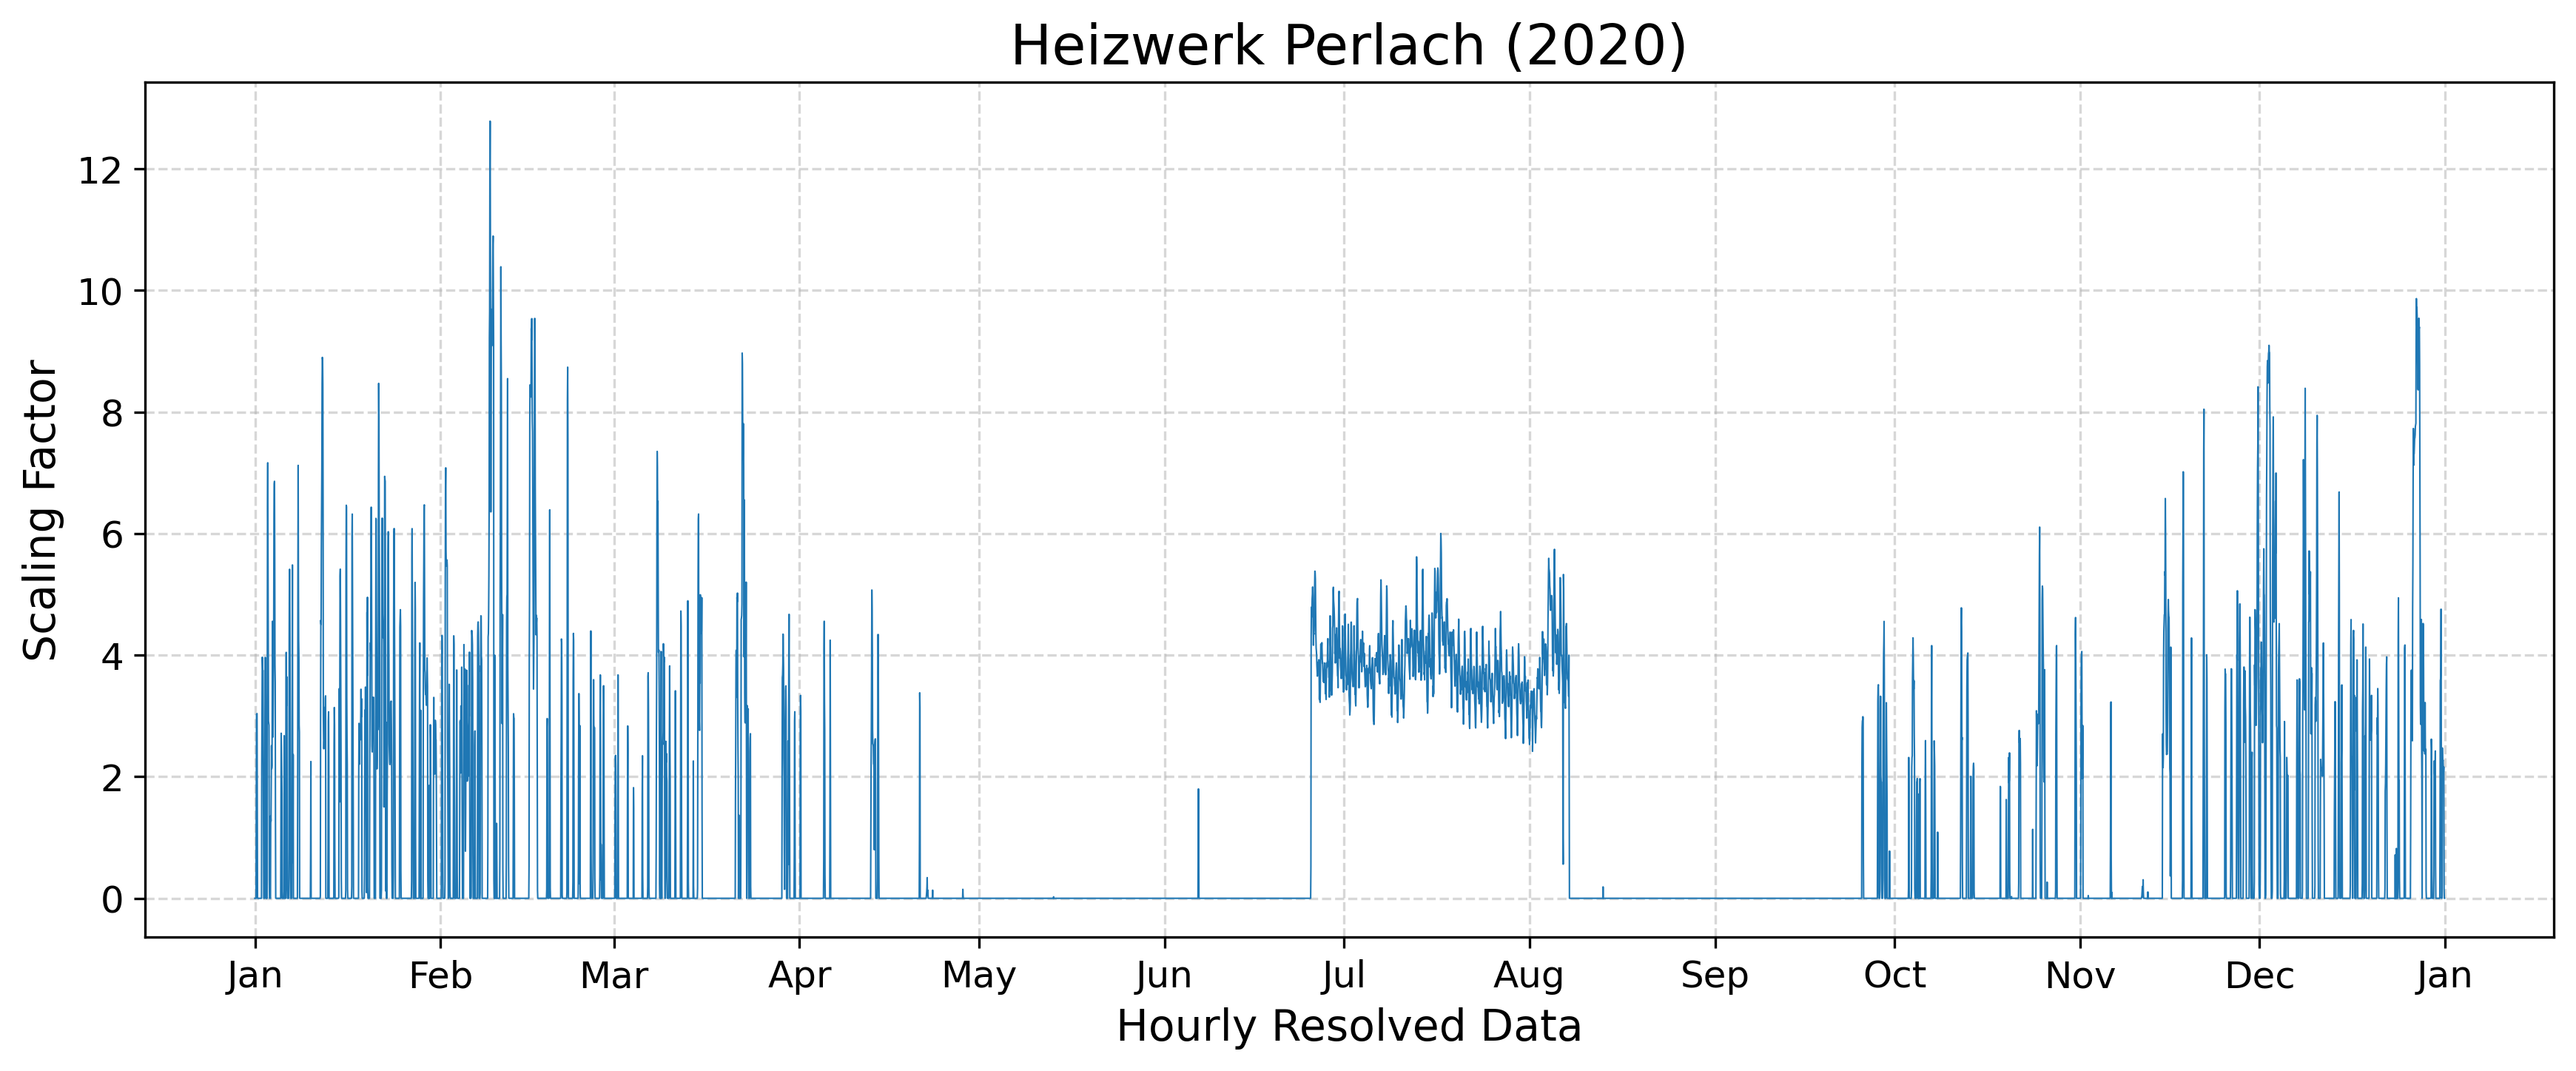 Heizwerk Perlach (2020)
Scaling Factor
12
10
8
6
4
2
0
Jan Feb Mar Apr May Jun Jul Aug Sep Oct Nov Dec Jan
Hourly Resolved Data